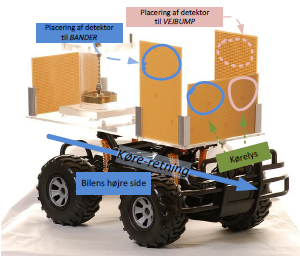 Placering af detektor
til VEJBUMP
Placering af detektor
til BANDER
Kørelys
Køre-retning
Bilens højre side